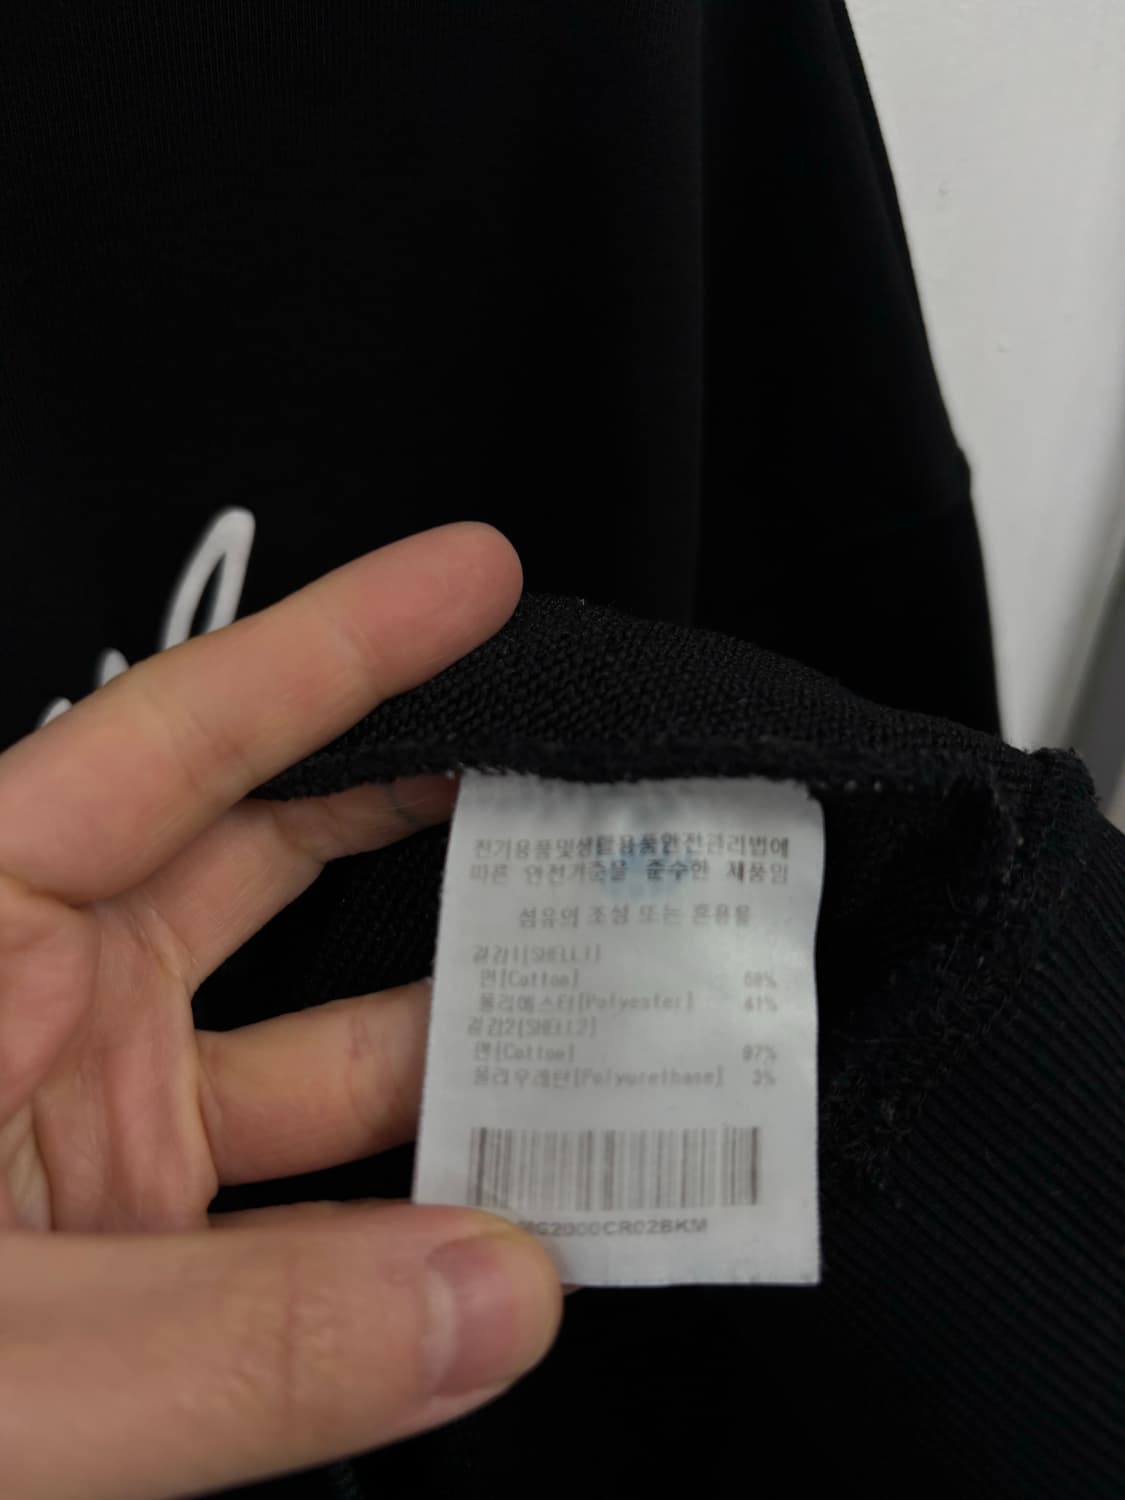 전기용품및생활용품안전관리법에
따른 안전기준을 준수한 제품임
섬유의 조성 또는 혼용율
겉감1[SHELL1]
면[Cotton]
폴리에스터[Polyester] 41%
겉감2[SHELL2]
면[Cotton] 97%
폴리우레탄[Polyurethane] 3%